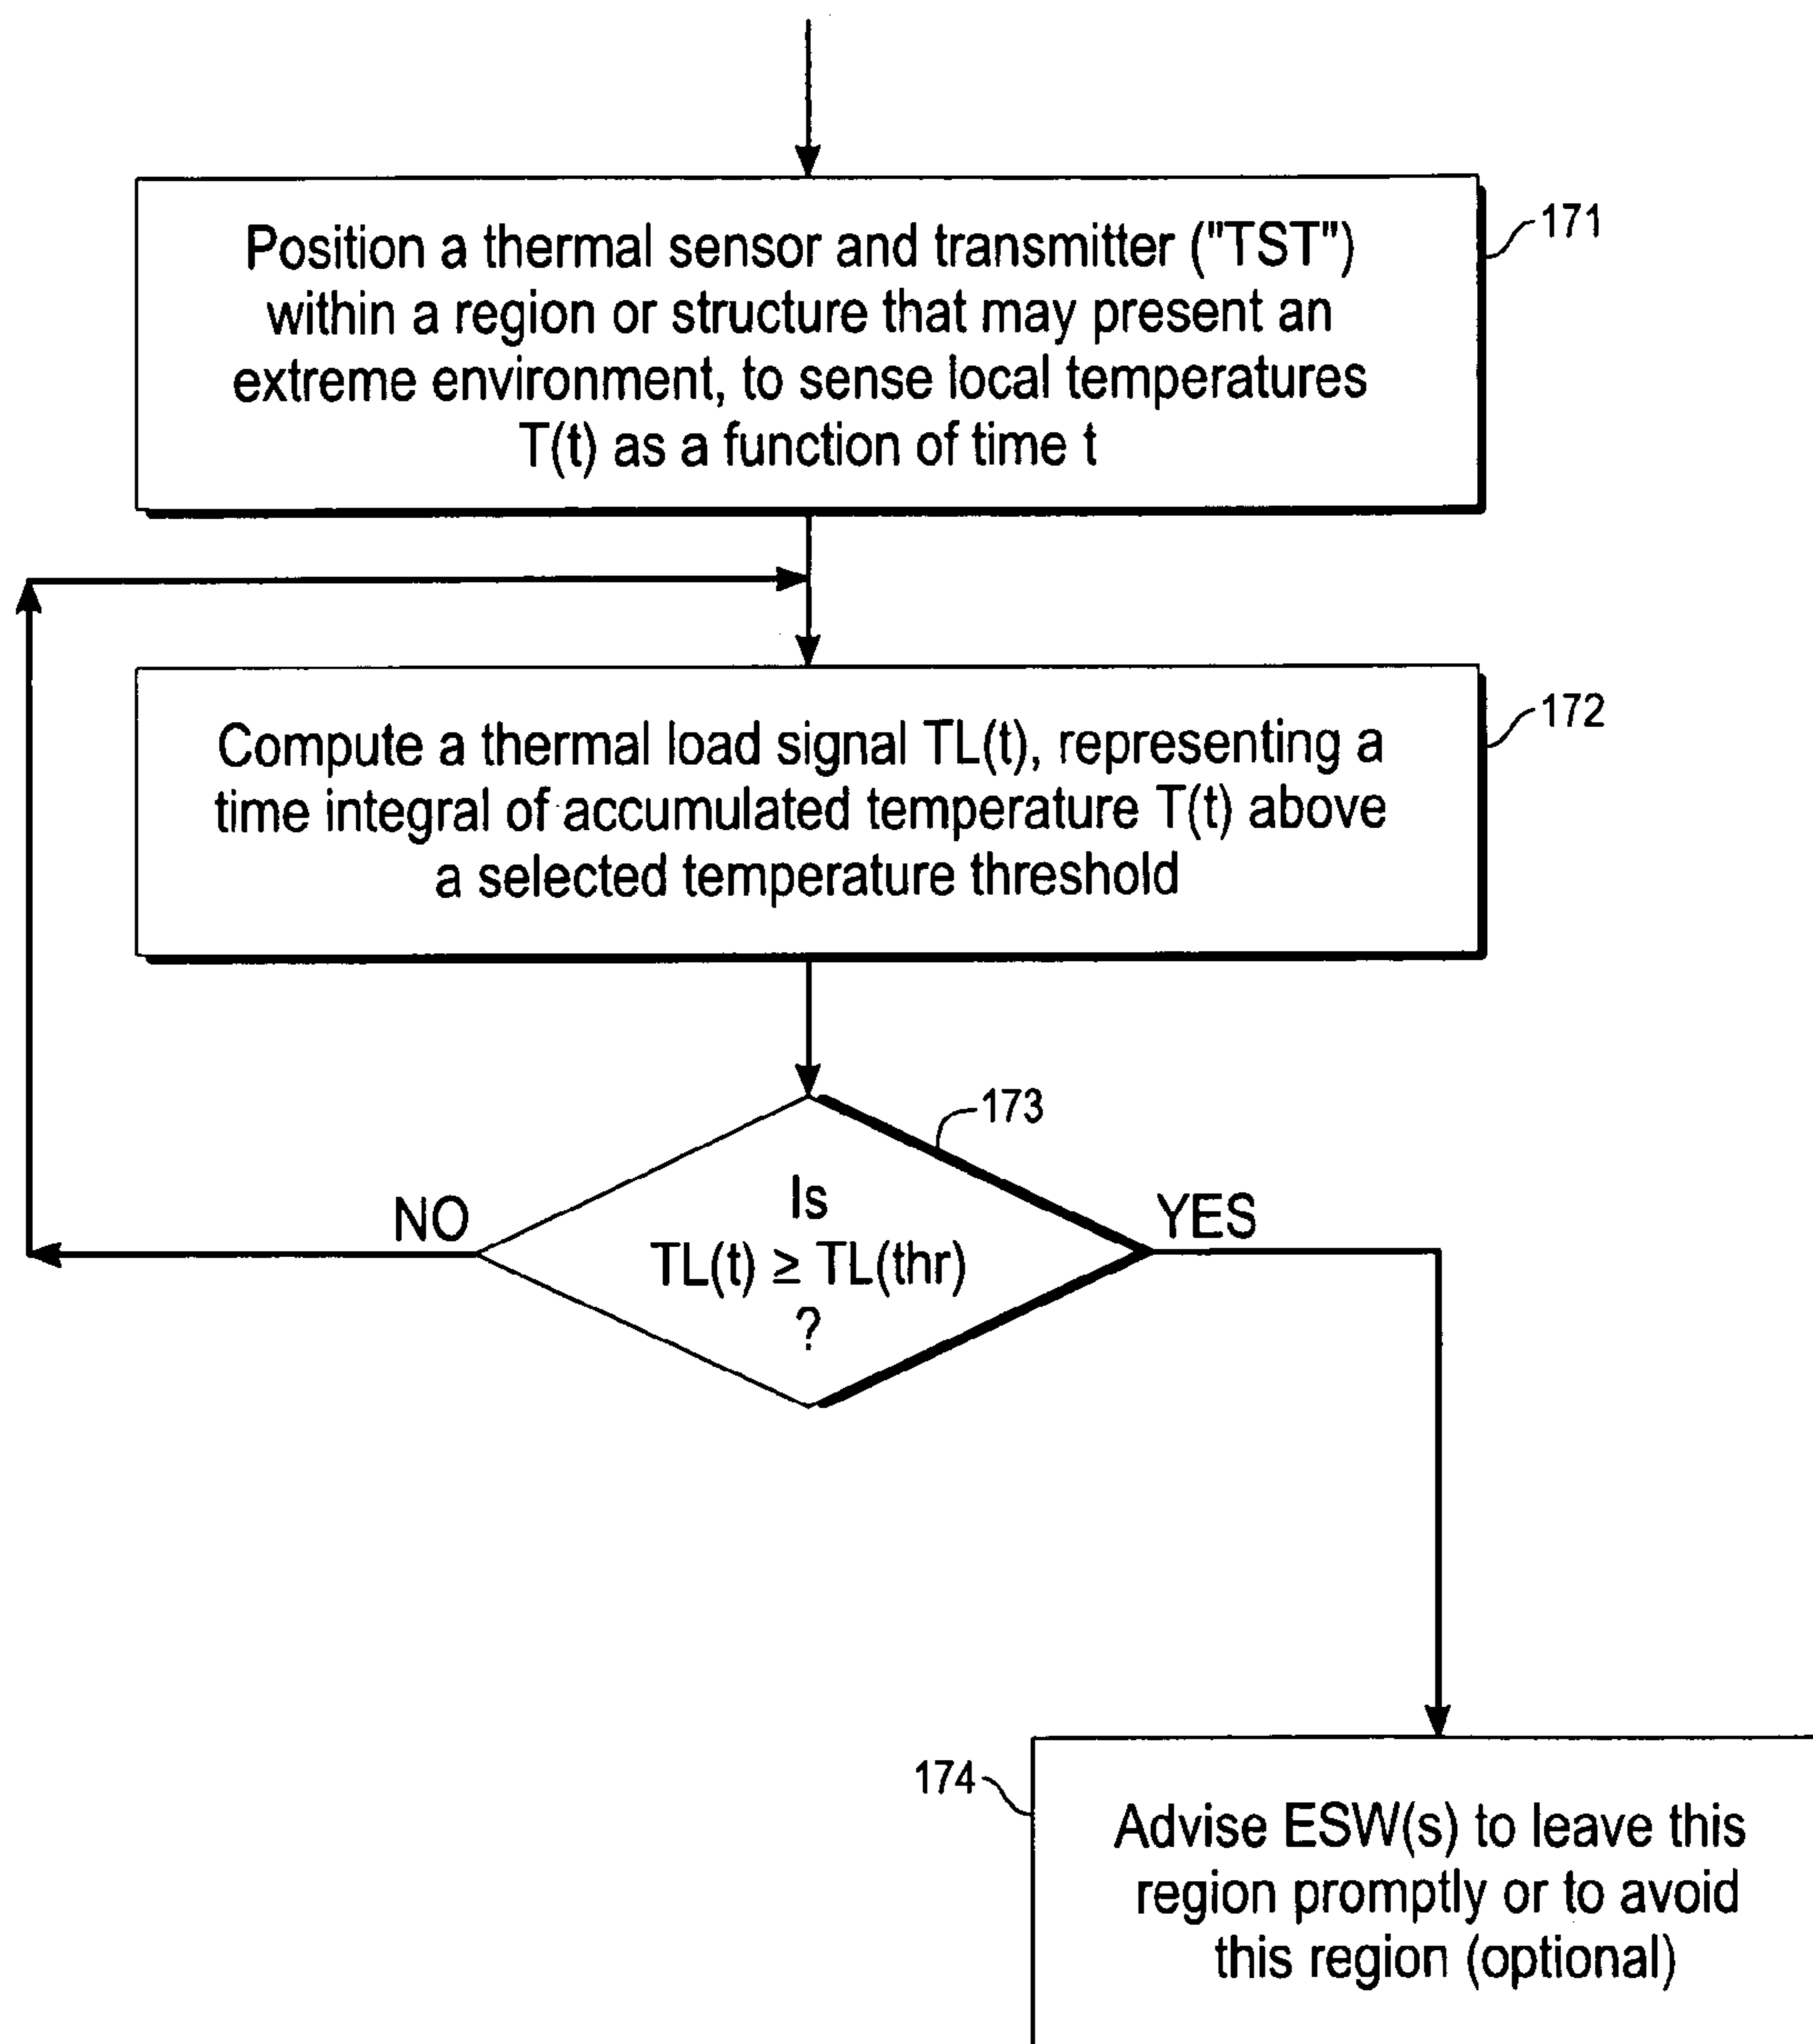 Position a thermal sensor and transmitter ("TST")
within a region or structure that may present an
extreme environment, to sense local temperatures
T(t) as a function of time t
171
Compute a thermal load signal TL(t), representing a
time integral of accumulated temperature T(t) above
a selected temperature threshold
172
173
Is
TL(t) ≥ TL(thr)
?
NO
YES
174
Advise ESW(s) to leave this
region promptly or to avoid
this region (optional)